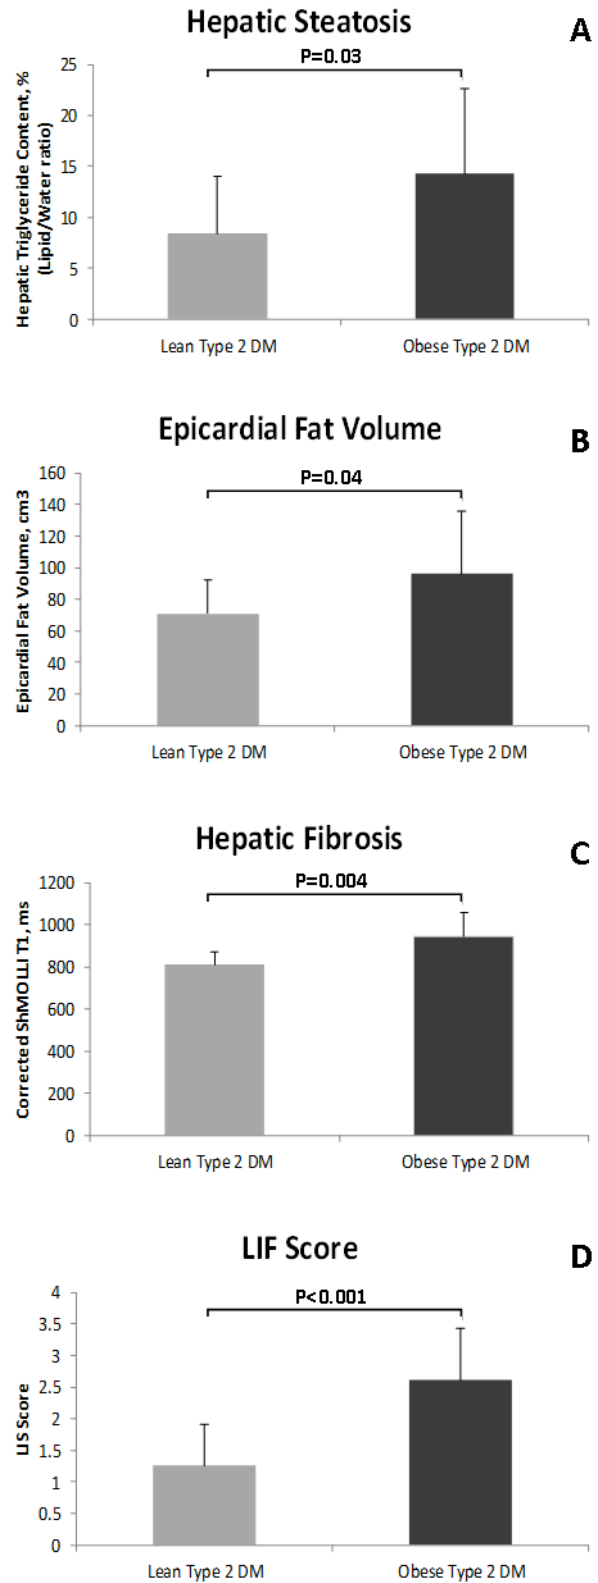 Hepatic Steatosis
A
P=0.03
Hepatic Triglyceride Content, %
(Lipid/Water ratio)
25
20
15
10
5
0
Lean Type 2 DM
Obese Type 2 DM
Epicardial Fat Volume
B
P=0.04
Epicardial Fat Volume, cm3
160
140
120
100
80
60
40
20
0
Lean Type 2 DM
Obese Type 2 DM
Hepatic Fibrosis
C
P=0.004
Corrected ShMOLLI T1, ms
1200
1000
800
600
400
200
0
Lean Type 2 DM
Obese Type 2 DM
LIF Score
D
P<0.001
LIS Score
4
3.5
3
2.5
2
1.5
1
0.5
0
Lean Type 2 DM
Obese Type 2 DM